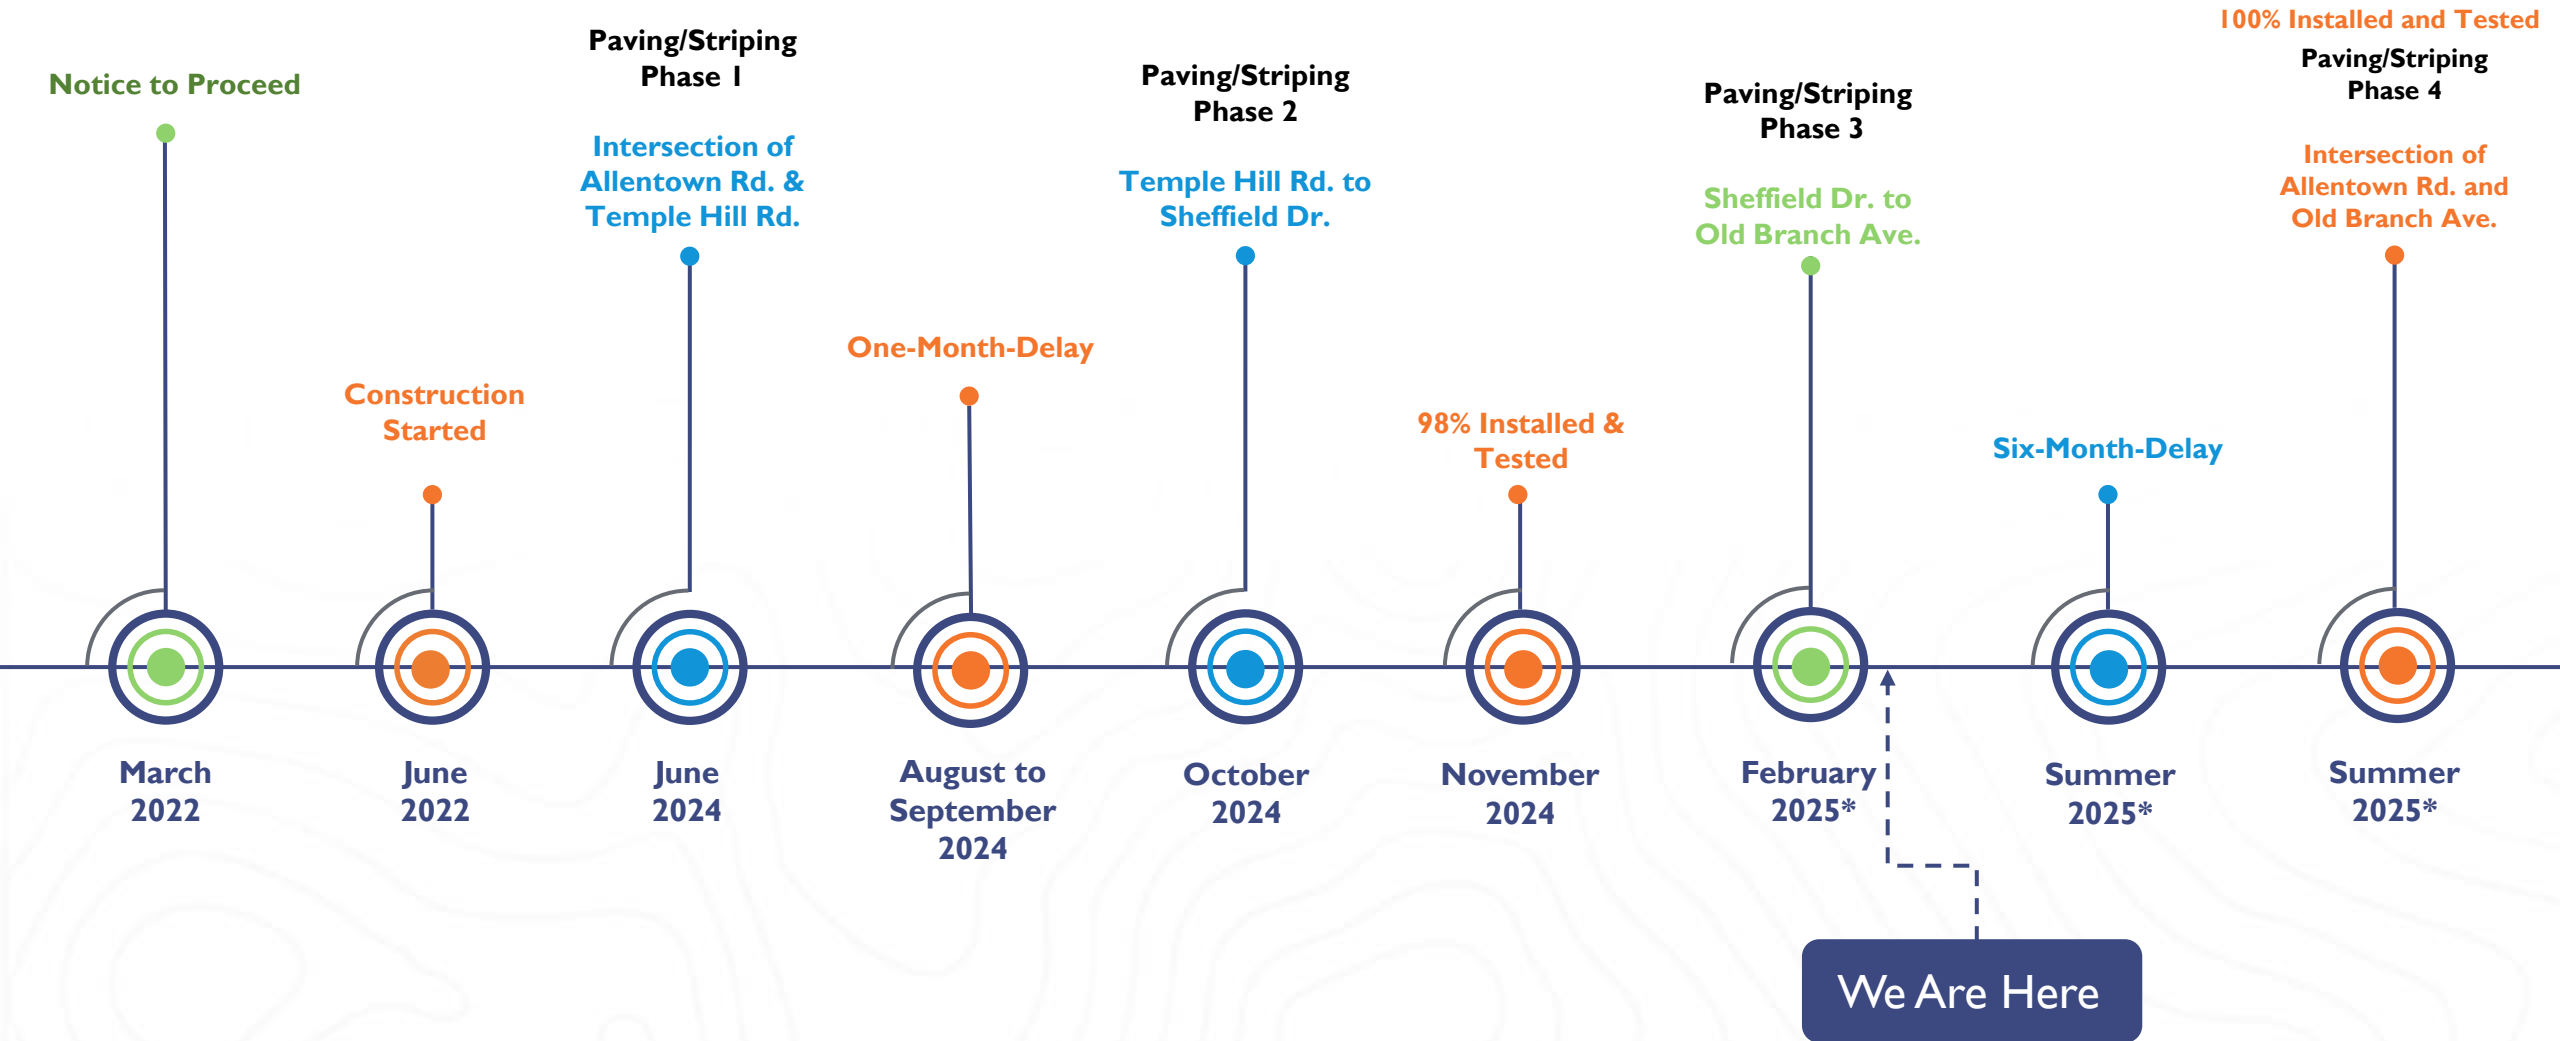 Notice to Proceed
March
2022
Construction
Started
June
2022
Paving/Striping
Phase 1
Intersection of
Allentown Rd. &
Temple Hill Rd.
June
2024
One-Month-Delay
August to
September
2024
Paving/Striping
Phase 2
Temple Hill Rd. to
Sheffield Dr.
October
2024
98% Installed &
Tested
November
2024
Paving/Striping
Phase 3
Sheffield Dr. to
Old Branch Ave.
February
2025*
We Are Here
Six-Month-Delay
Summer
2025*
100% Installed and Tested
Paving/Striping
Phase 4
Intersection of
Allentown Rd. and
Old Branch Ave.
Summer
2025*